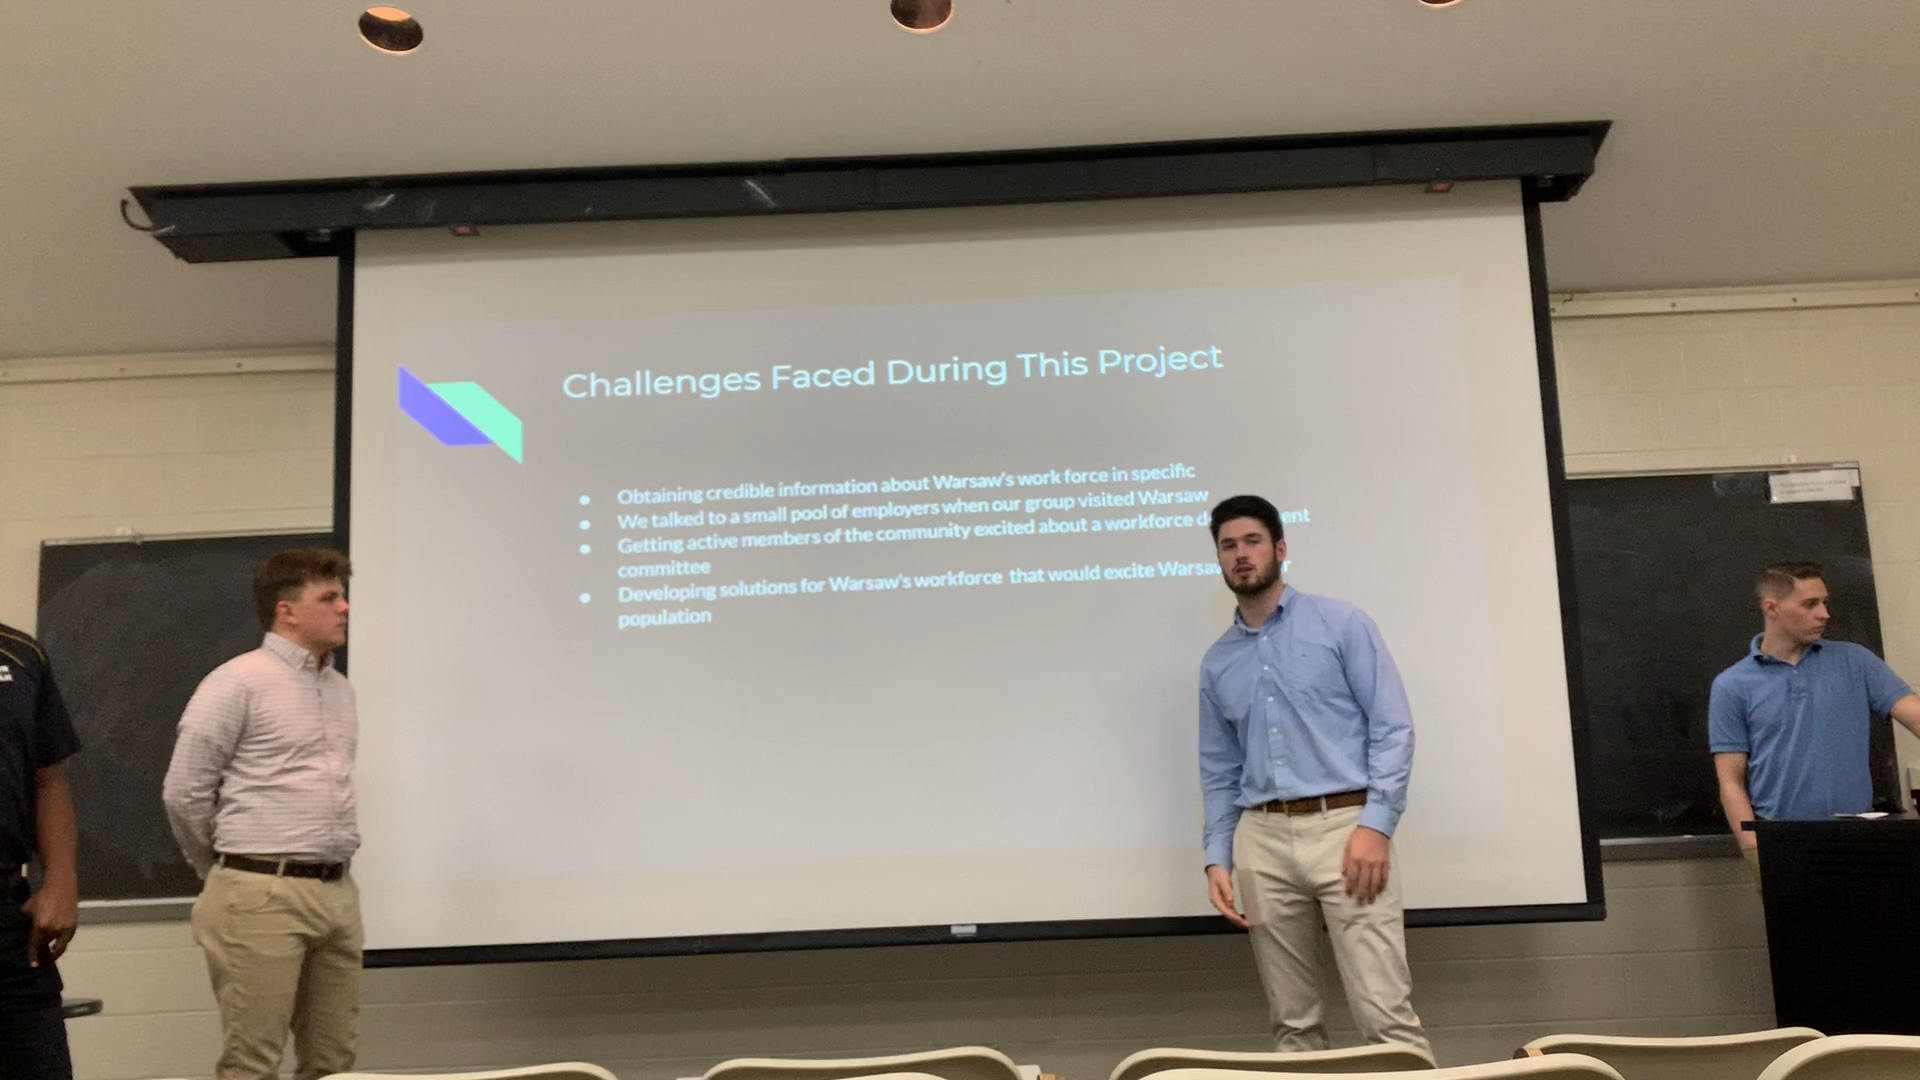 Challenges Faced During This Project
Obtaining credible information about Warsaw's work force in specific
We talked to a small pool of employers when our group visited Warsaw
Getting active members of the community excited about a workforce
committee
Developing solutions for Warsaw's workforce that would excite
population